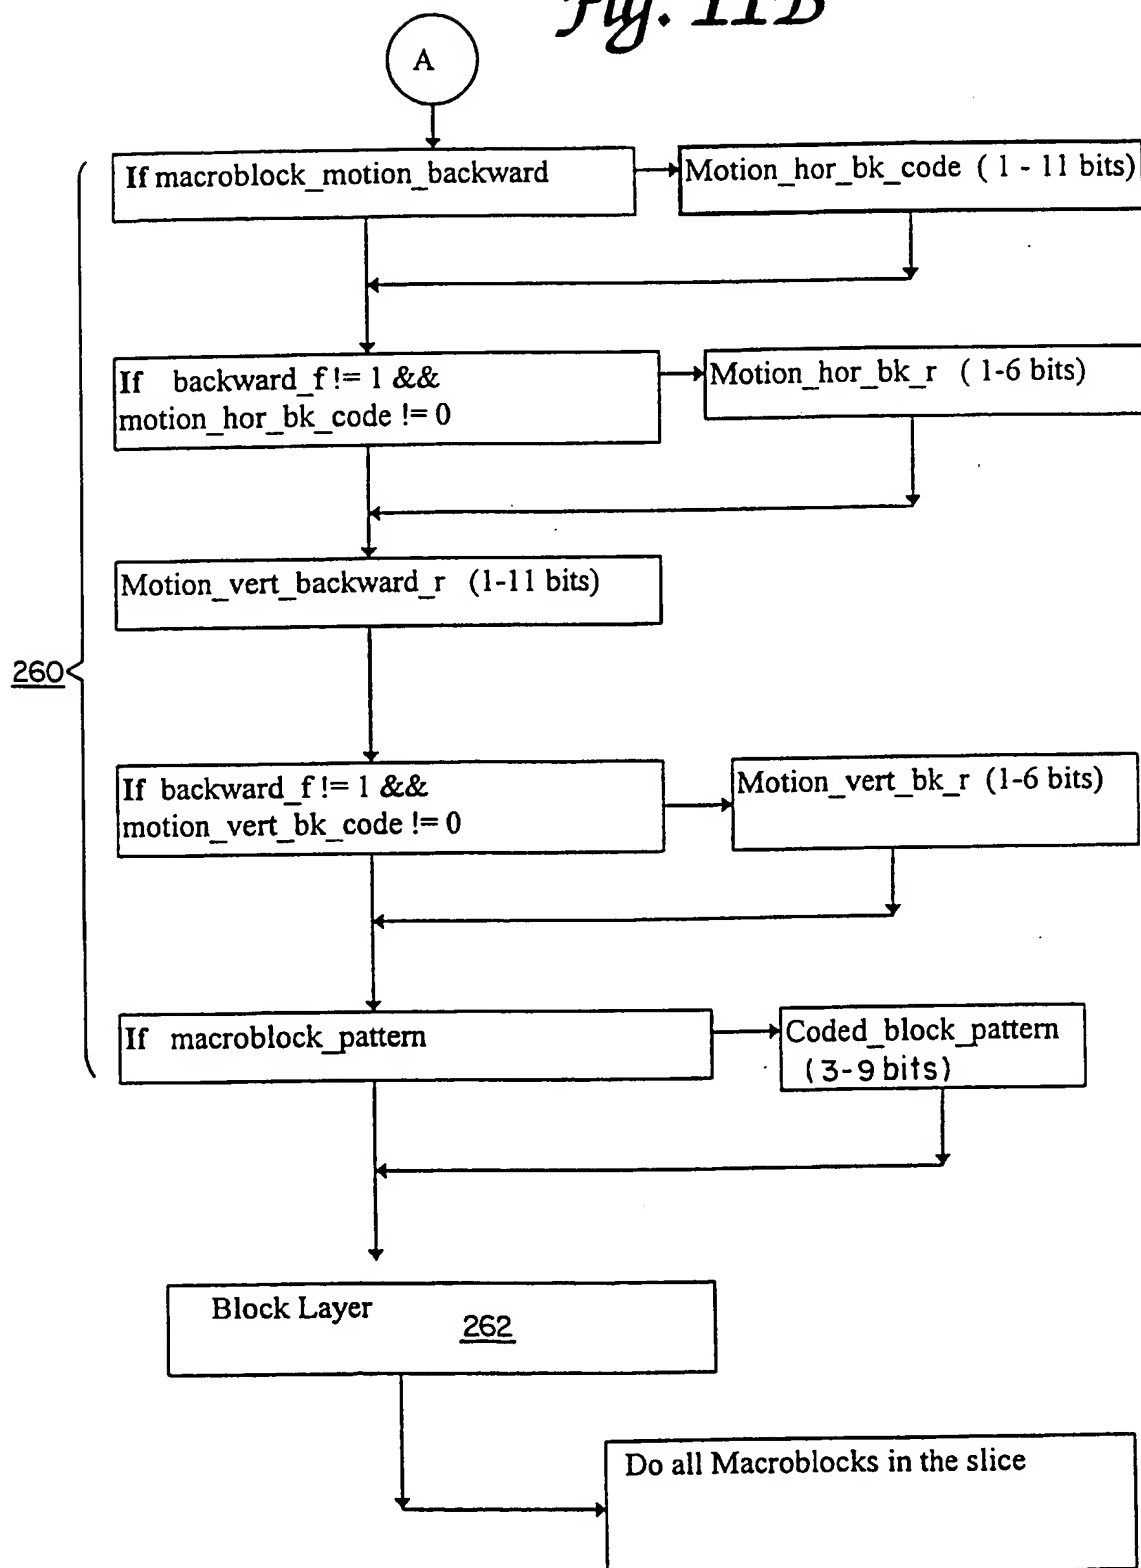 Fig. 11B
A
If macroblock_motion_backward
Motion_hor_bk_code ( 1 - 11 bits)
If backward_f != 1 &&
motion_hor_bk_code != 0
Motion_hor_bk_r ( 1-6 bits)
Motion_vert_backward_r (1-11 bits)
260
If backward_f != 1 &&
motion_vert_bk_code != 0
Motion_vert_bk_r (1-6 bits)
If macroblock_pattern
Coded_block_pattern
(3-9 bits)
Block Layer
262
Do all Macroblocks in the slice